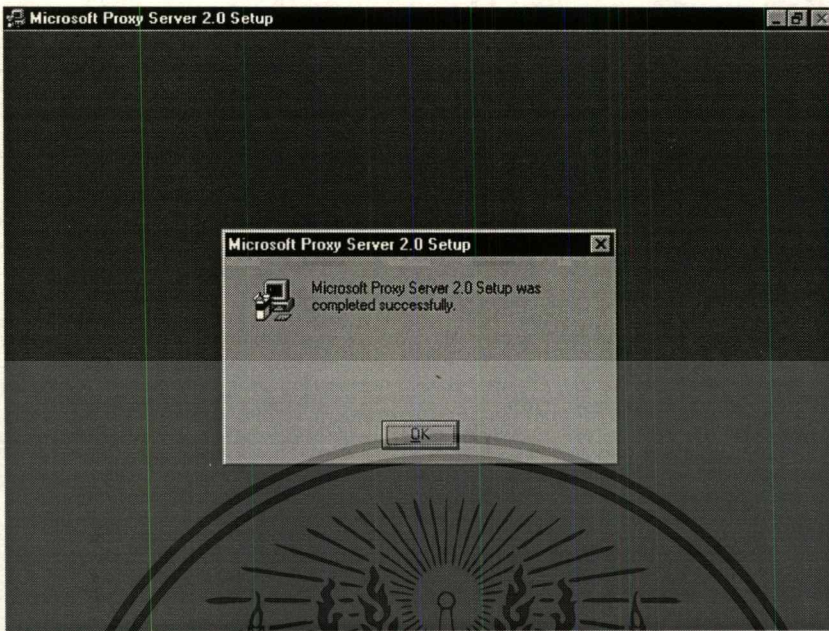 Microsoft Proxy Server 2.0 Setup
Microsoft Proxy Server 2.0 Setup
Microsoft Proxy Server 2.0 Setup was
completed successfully.
OK